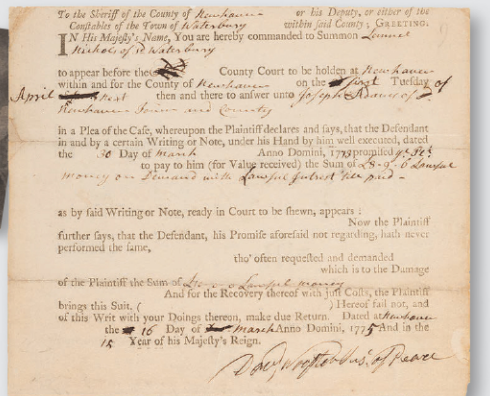 To the Sheriff of the County of Newhaven or his Deputy, or either of the
Constables of the Town of Waterbury within said County; GREETING.
IN His Majesty's Name, You are hereby commanded to Summon Lemuel
Nichols of sd Waterbury
to appear before the County Court to be holden at Newhaven
within and for the County of Newhaven on the first Tuesday of
April next then and there to answer unto Joseph Adams of
Newhaven Town and County
in a Plea of the Case, whereupon the Plaintiff declares and says, that the Defendant
in and by a certain Writing or Note, under his Hand by him well executed, dated
the 30 Day of March Anno Domini, 1773 promised
to pay to him (for Value received) the Sum of Lawful
money on Demand with Lawful Intrest till paid
as by said Writing or Note, ready in Court to be shewn, appears:
Now the Plaintiff
further says, that the Defendant, his Promise aforesaid not regarding, hath never
performed the same,
tho' often requested and demanded
which is to the Damage
of the Plaintiff the Sum of Lawful money
And for the Recovery thereof with just Costs, the Plaintiff
brings this Suit, ( ) Hereof fail not, and
of this Writ with your Doings thereon, make due Return. Dated at Newhaven
the 16 Day of March Anno Domini, 1775 And in the
15 Year of his Majesty's Reign.
Davd Wooster Jus. of Peace